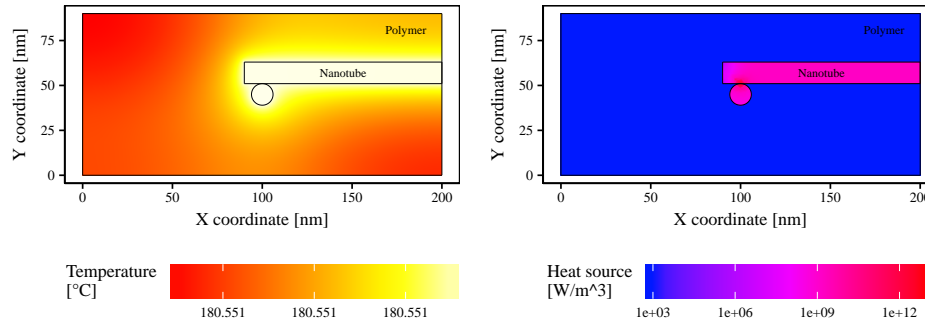 Y coordinate [nm]
75
50
25
0
Polymer
Nanotube
0
50
100
150
200
X coordinate [nm]
Temperature
[°C]
180.551
180.551
180.551
Y coordinate [nm]
75
50
25
0
Polymer
Nanotube
0
50
100
150
200
X coordinate [nm]
Heat source
[W/m^3]
1e+03
1e+06
1e+09
1e+12